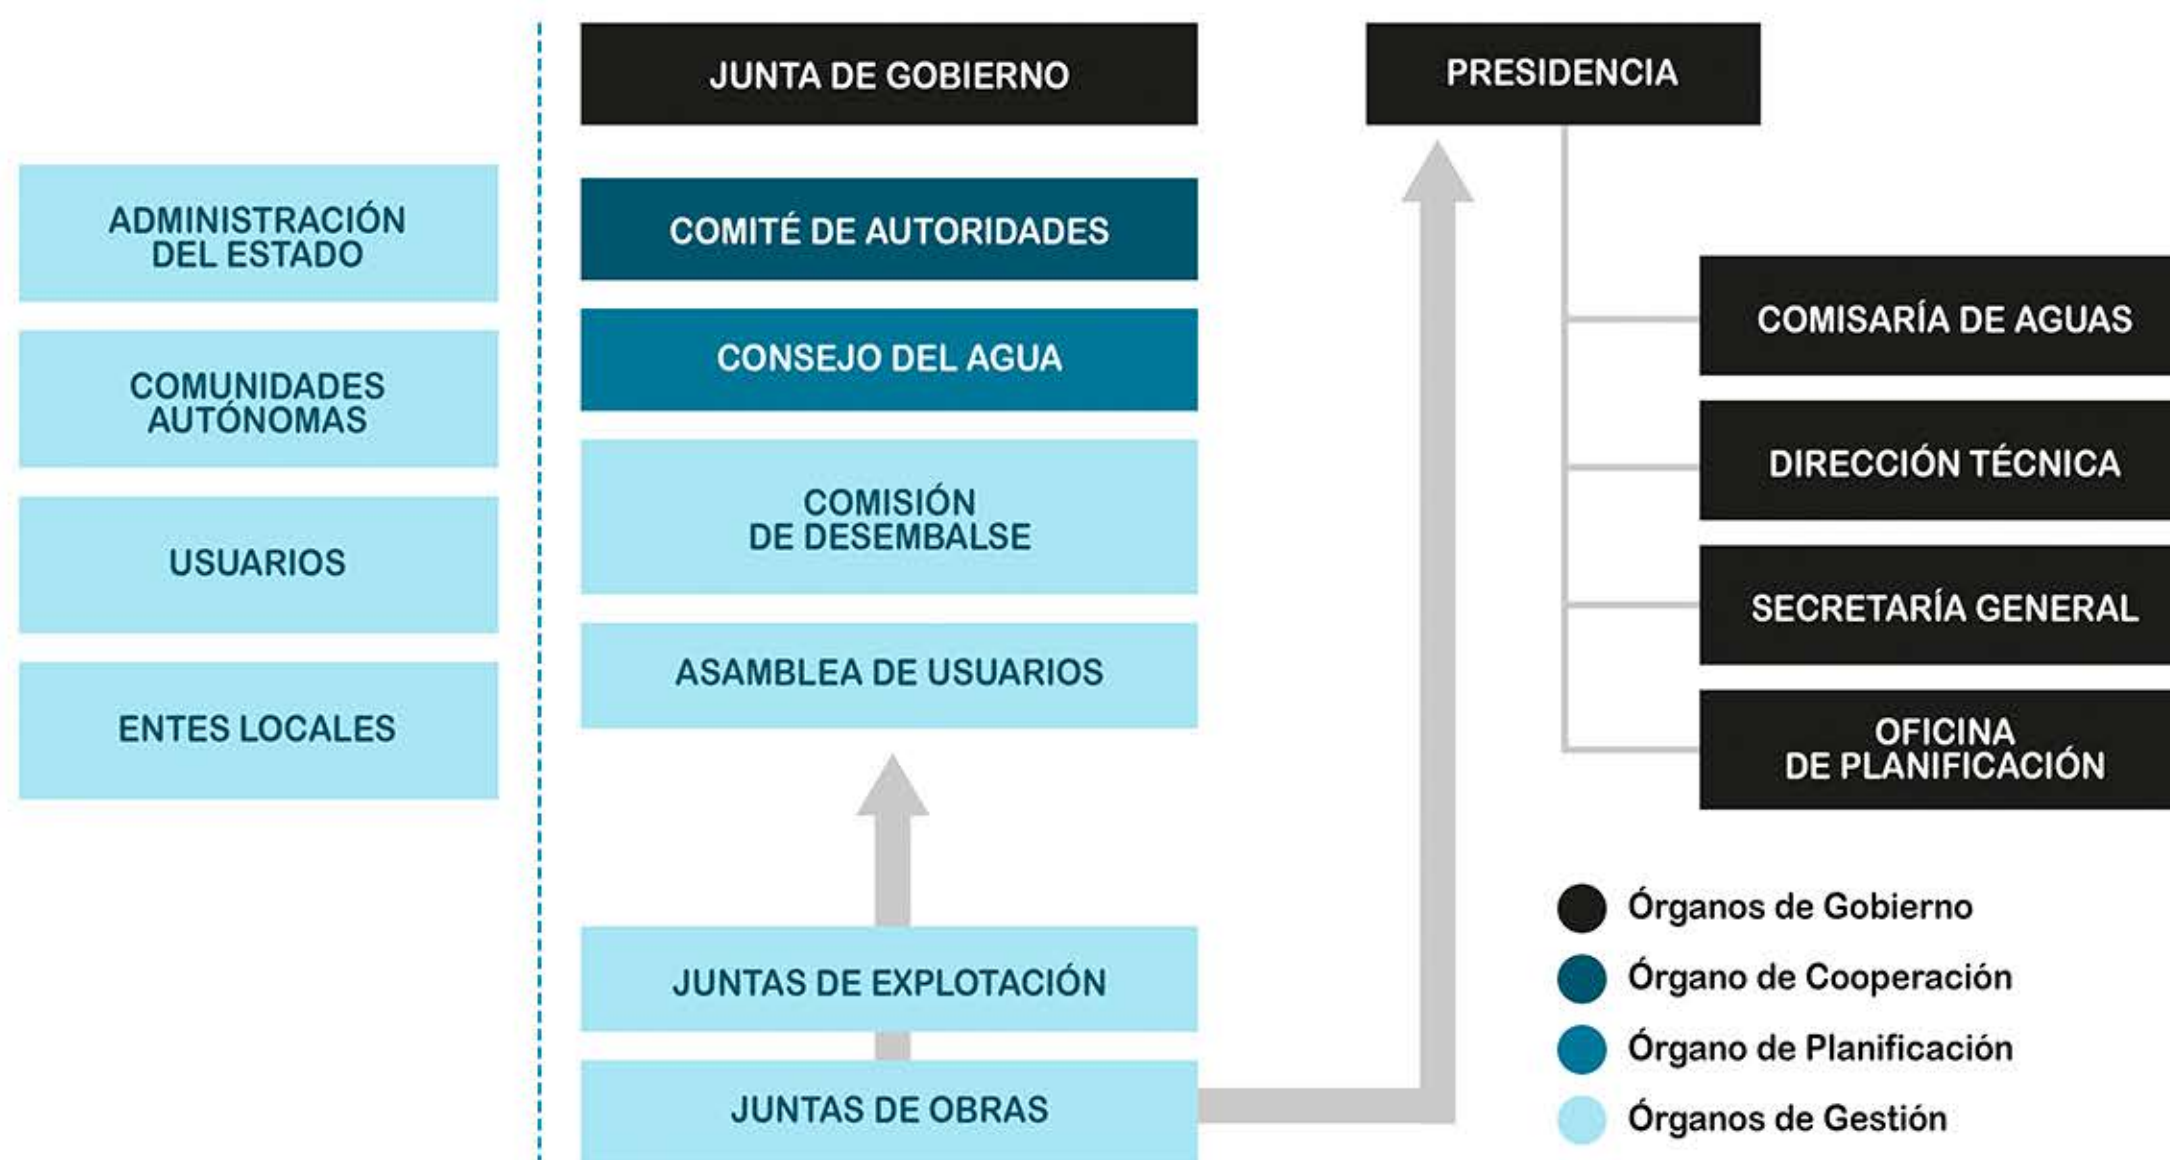 ADMINISTRACIÓN
DEL ESTADO
COMUNIDADES
AUTÓNOMAS
USUARIOS
ENTES LOCALES
JUNTA DE GOBIERNO
COMITÉ DE AUTORIDADES
CONSEJO DEL AGUA
COMISIÓN
DE DESEMBALSE
ASAMBLEA DE USUARIOS
JUNTAS DE EXPLOTACIÓN
JUNTAS DE OBRAS
PRESIDENCIA
COMISARÍA DE AGUAS
DIRECCIÓN TÉCNICA
SECRETARÍA GENERAL
OFICINA
DE PLANIFICACIÓN
Órganos de Gobierno
Órgano de Cooperación
Órgano de Planificación
Órganos de Gestión